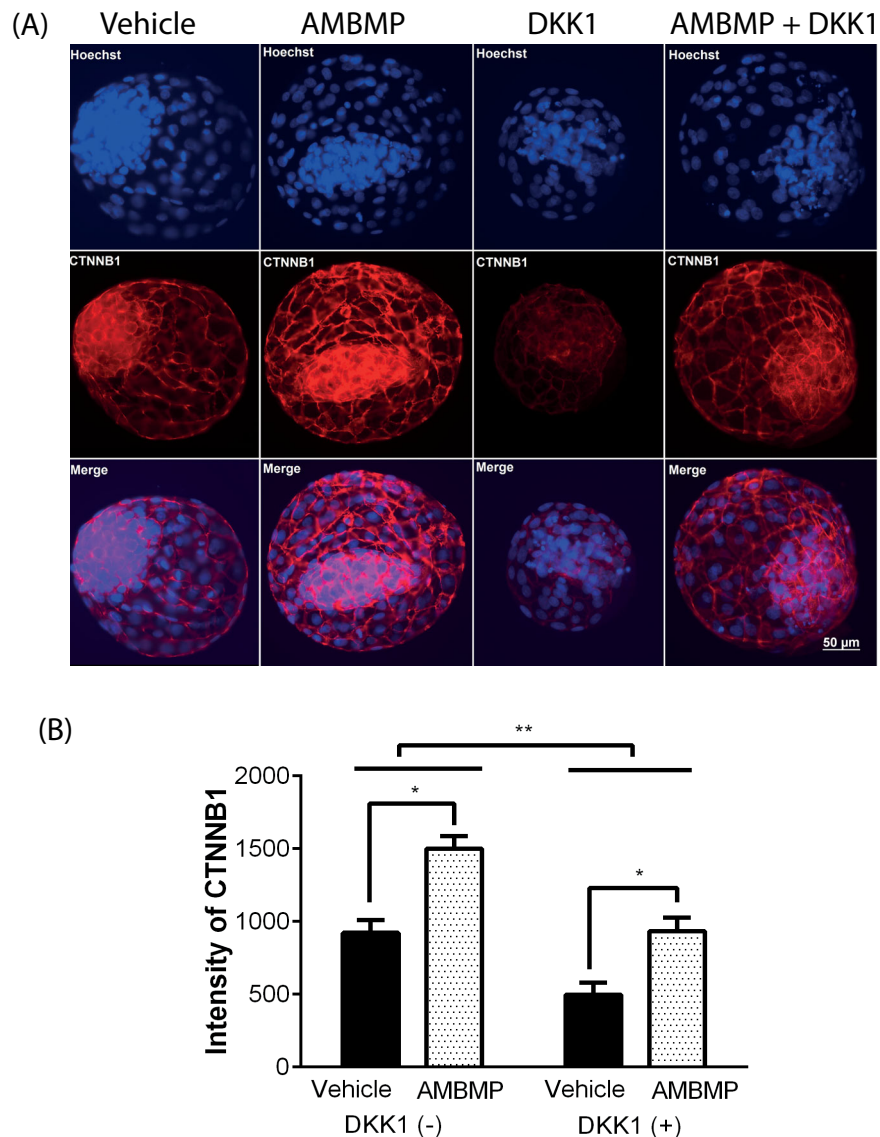 (A) Vehicle AMBMP DKK1 AMBMP + DKK1
Hoechst Hoechst Hoechst Hoechst
CTNNB1 CTNNB1 CTNNB1 CTNNB1
Merge Merge Merge Merge
50 µm
(B)
**
2000
*
1500
*
1000
500
0
Intensity of CTNNB1
Vehicle AMBMP Vehicle AMBMP
DKK1 (-) DKK1 (+)